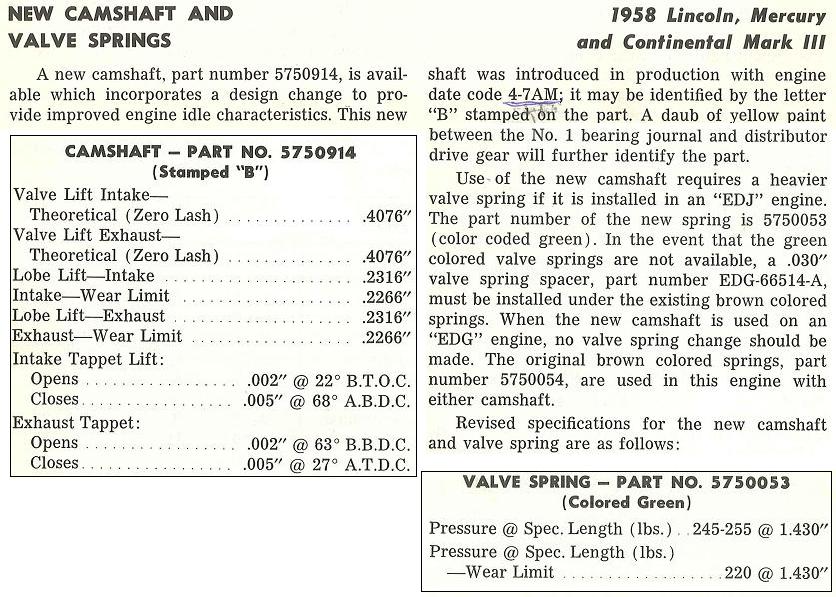 NEW CAMSHAFT AND
VALVE SPRINGS
1958 Lincoln, Mercury
and Continental Mark III
A new camshaft, part number 5750914, is avail-
able which incorporates a design change to pro-
vide improved engine idle characteristics. This new
CAMSHAFT — PART NO. 5750914
(Stamped "B")
Valve Lift Intake—
Theoretical (Zero Lash) .............. .4076"
Valve Lift Exhaust—
Theoretical (Zero Lash) .............. .4076"
Lobe Lift—Intake .................... .2316"
Intake—Wear Limit .................. .2266"
Lobe Lift—Exhaust .................. .2316"
Exhaust—Wear Limit ................ .2266"
Intake Tappet Lift:
Opens ................ .002" @ 22° B.T.O.C.
Closes................ .005" @ 68° A.B.D.C.
Exhaust Tappet:
Opens ................ .002" @ 63° B.B.D.C.
Closes................ .005" @ 27° A.T.D.C.
shaft was introduced in production with engine
date code 4-7AM; it may be identified by the letter
"B" stamped on the part. A daub of yellow paint
between the No. 1 bearing journal and distributor
drive gear will further identify the part.
Use of the new camshaft requires a heavier
valve spring if it is installed in an "EDJ" engine.
The part number of the new spring is 5750053
(color coded green). In the event that the green
colored valve springs are not available, a .030"
valve spring spacer, part number EDG-66514-A,
must be installed under the existing brown colored
springs. When the new camshaft is used on an
"EDG" engine, no valve spring change should be
made. The original brown colored springs, part
number 5750054, are used in this engine with
either camshaft.
Revised specifications for the new camshaft
and valve spring are as follows:
VALVE SPRING — PART NO. 5750053
(Colored Green)
Pressure @ Spec. Length (lbs.) .. 245-255 @ 1.430"
Pressure @ Spec. Length (lbs.)
—Wear Limit .................. 220 @ 1.430"